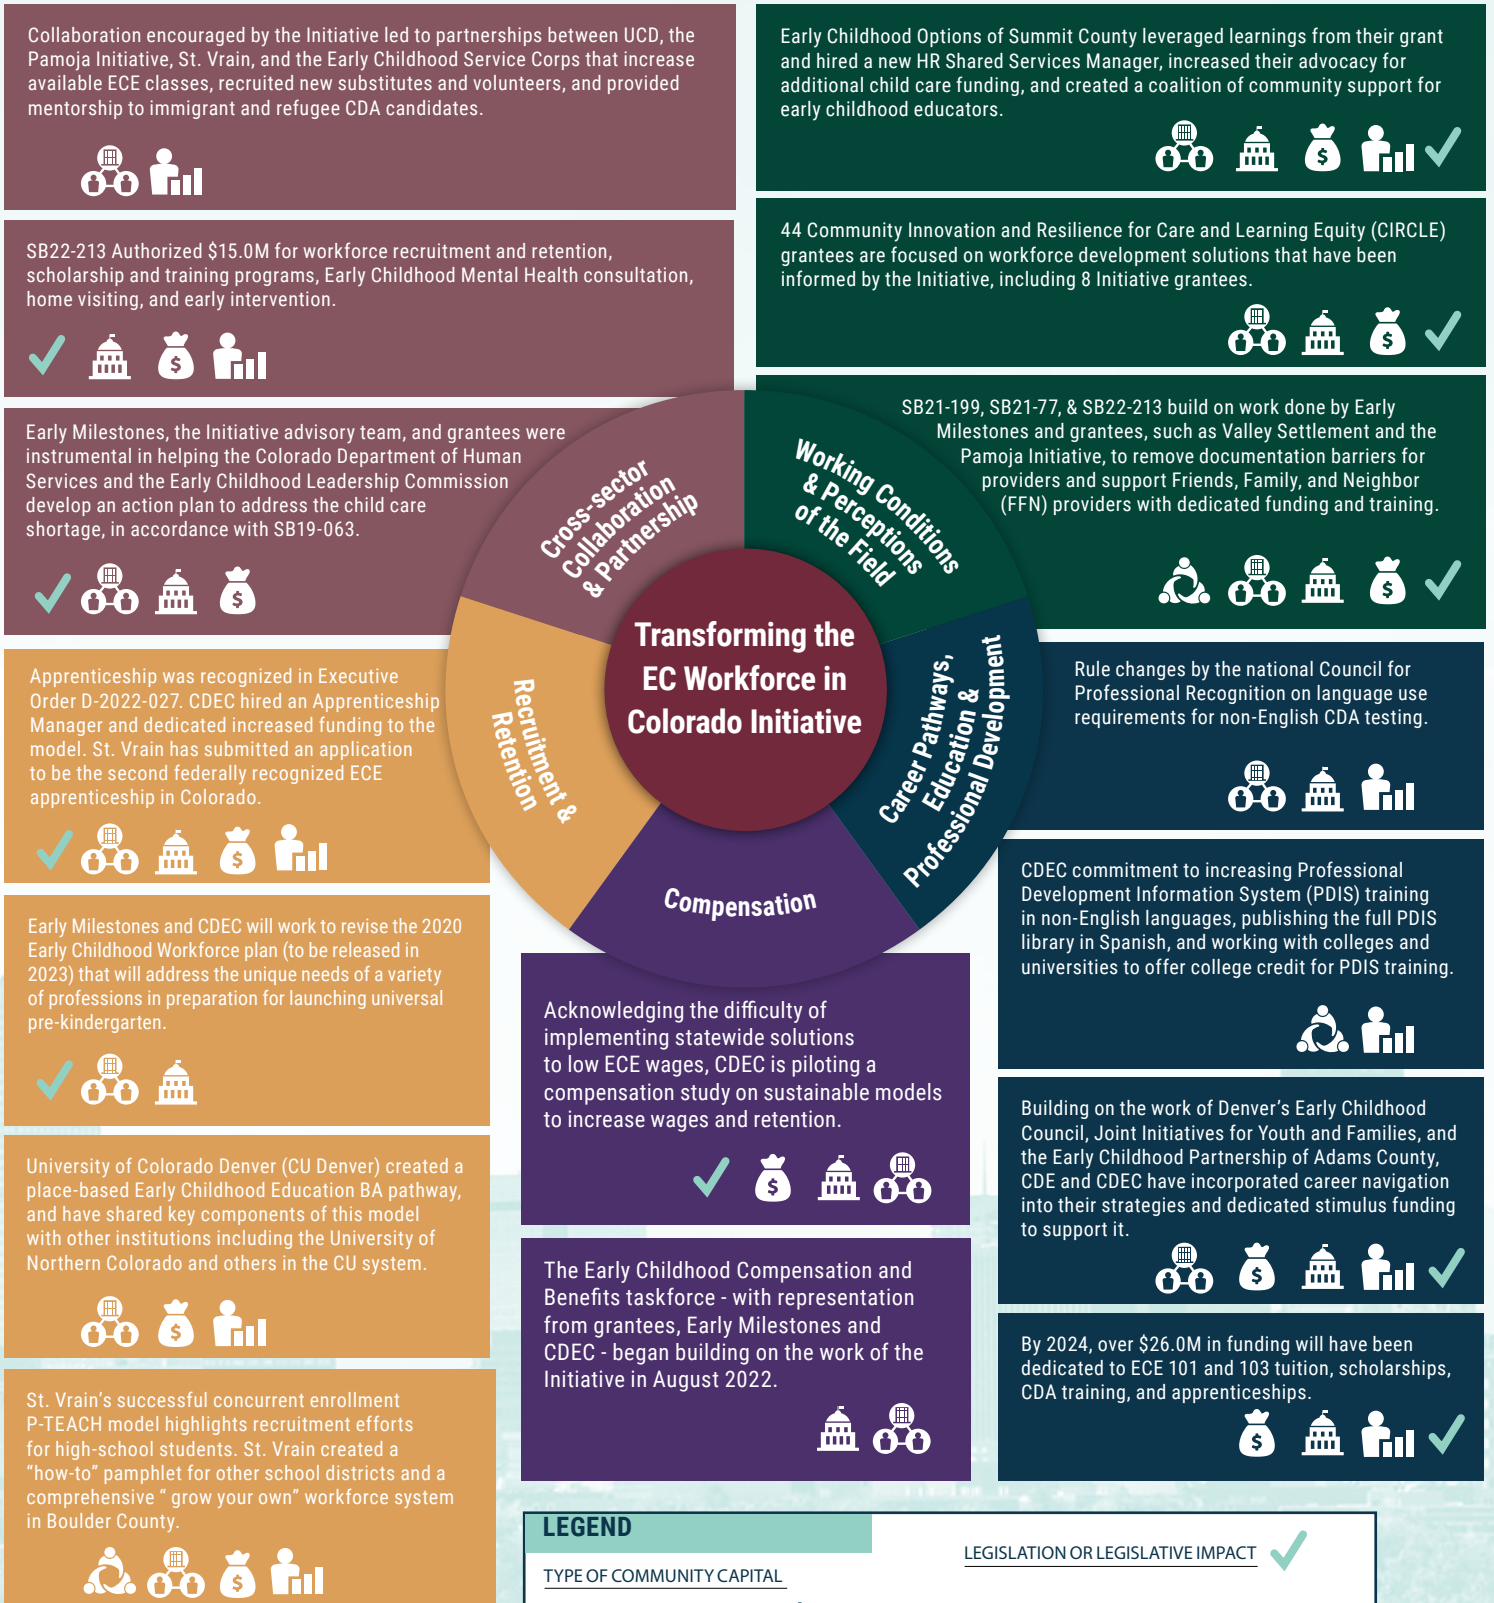 Collaboration encouraged by the Initiative led to partnerships between UCD, the
Pamoja Initiative, St. Vrain, and the Early Childhood Service Corps that increase
available ECE classes, recruited new substitutes and volunteers, and provided
mentorship to immigrant and refugee CDA candidates.
SB22-213 Authorized $15.0M for workforce recruitment and retention,
scholarship and training programs, Early Childhood Mental Health consultation,
home visiting, and early intervention.
Early Milestones, the Initiative advisory team, and grantees were
instrumental in helping the Colorado Department of Human
Services and the Early Childhood Leadership Commission
develop an action plan to address the child care
shortage, in accordance with SB19-063.
Early Childhood Options of Summit County leveraged learnings from their grant
and hired a new HR Shared Services Manager, increased their advocacy for
additional child care funding, and created a coalition of community support for
early childhood educators.
44 Community Innovation and Resilience for Care and Learning Equity (CIRCLE)
grantees are focused on workforce development solutions that have been
informed by the Initiative, including 8 Initiative grantees.
SB21-199, SB21-77, & SB22-213 build on work done by Early
Milestones and grantees, such as Valley Settlement and the
Pamoja Initiative, to remove documentation barriers for
providers and support Friends, Family, and Neighbor
(FFN) providers with dedicated funding and training.
Cross-sector
Collaboration
& Partnership
Working Conditions
& Perceptions
of the Field
Transforming the
EC Workforce in
Colorado Initiative
Recruitment &
Retention
Career Pathways,
Education &
Professional Development
Compensation
Apprenticeship was recognized in Executive
Order D-2022-027. CDEC hired an Apprenticeship
Manager and dedicated increased funding to the
model. St. Vrain has submitted an application
to be the second federally recognized ECE
apprenticeship in Colorado.
Early Milestones and CDEC will work to revise the 2020
Early Childhood Workforce plan (to be released in
2023) that will address the unique needs of a variety
of professions in preparation for launching universal
pre-kindergarten.
University of Colorado Denver (CU Denver) created a
place-based Early Childhood Education BA pathway,
and have shared key components of this model
with other institutions including the University of
Northern Colorado and others in the CU system.
St. Vrain's successful concurrent enrollment
P-TEACH model highlights recruitment efforts
for high-school students. St. Vrain created a
"how-to" pamphlet for other school districts and a
comprehensive " grow your own" workforce system
in Boulder County.
Acknowledging the difficulty of
implementing statewide solutions
to low ECE wages, CDEC is piloting a
compensation study on sustainable models
to increase wages and retention.
The Early Childhood Compensation and
Benefits taskforce - with representation
from grantees, Early Milestones and
CDEC - began building on the work of the
Initiative in August 2022.
Rule changes by the national Council for
Professional Recognition on language use
requirements for non-English CDA testing.
CDEC commitment to increasing Professional
Development Information System (PDIS) training
in non-English languages, publishing the full PDIS
library in Spanish, and working with colleges and
universities to offer college credit for PDIS training.
Building on the work of Denver's Early Childhood
Council, Joint Initiatives for Youth and Families, and
the Early Childhood Partnership of Adams County,
CDE and CDEC have incorporated career navigation
into their strategies and dedicated stimulus funding
to support it.
By 2024, over $26.0M in funding will have been
dedicated to ECE 101 and 103 tuition, scholarships,
CDA training, and apprenticeships.
LEGEND
TYPE OF COMMUNITY CAPITAL
LEGISLATION OR LEGISLATIVE IMPACT